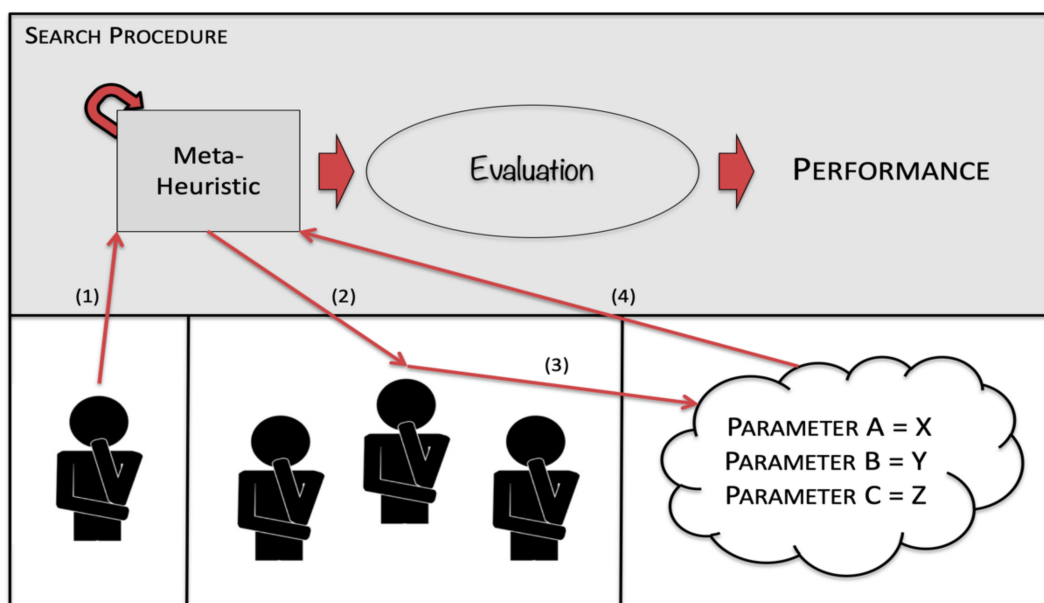 SEARCH PROCEDURE
Meta-
Heuristic
Evaluation
PERFORMANCE
(1)
(2)
(4)
(3)
PARAMETER A = X
PARAMETER B = Y
PARAMETER C = Z